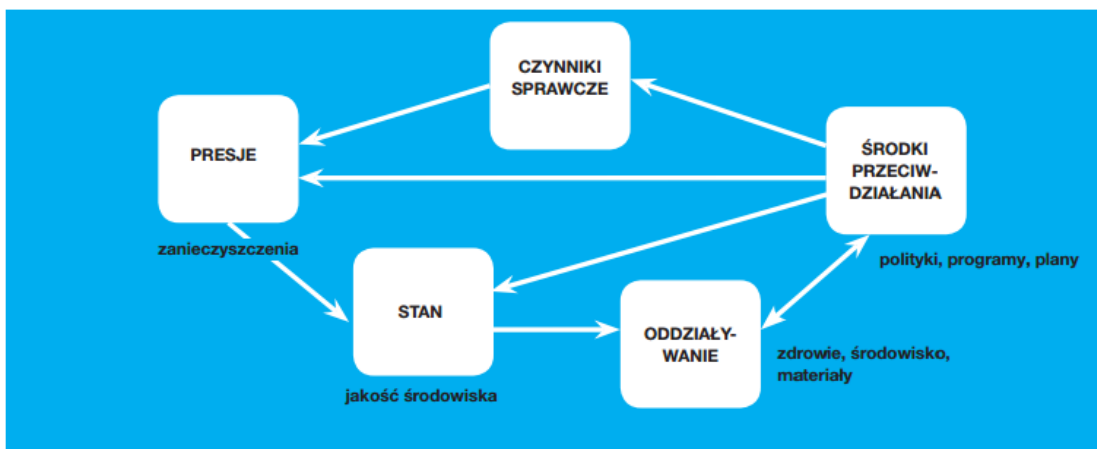 CZYNNIKI
SPRAWCZE
PRESJE
ŚRODKI
PRZECIW-
DZIAŁANIA
zanieczyszczenia
polityki, programy, plany
STAN
ODDZIAŁY-
WANIE
zdrowie, środowisko,
materiały
jakość środowiska